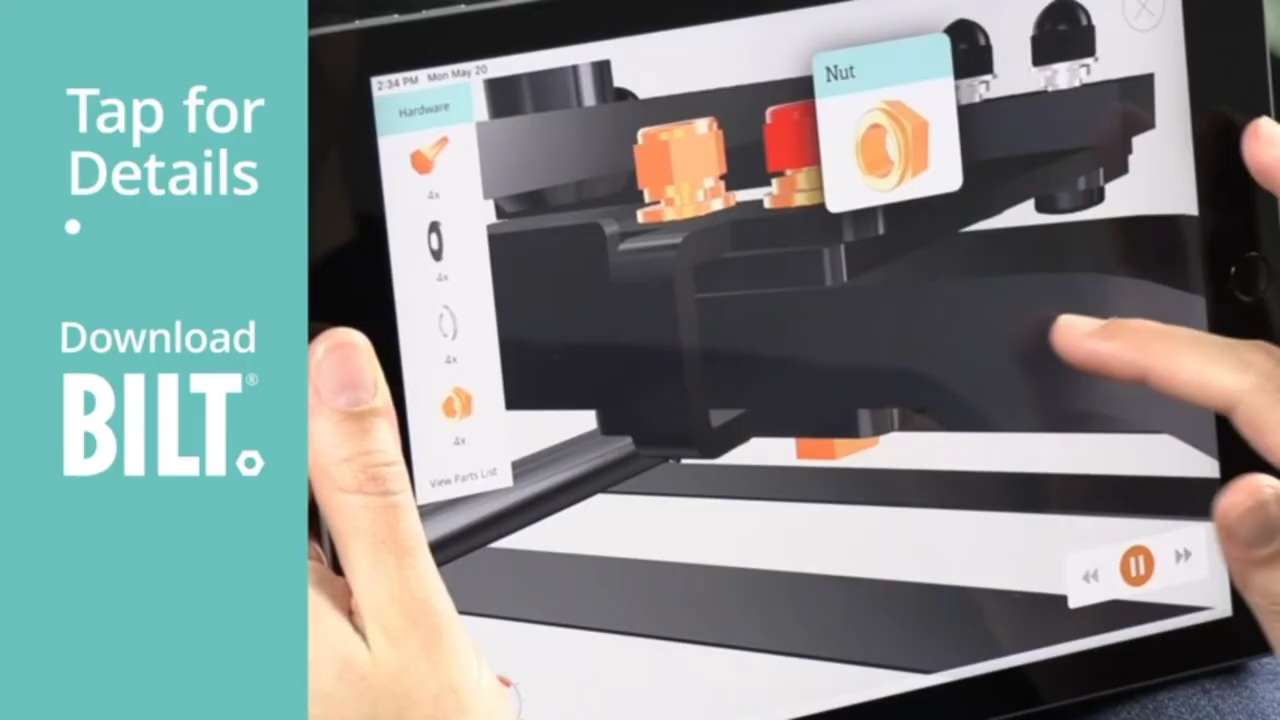 Tap for
Details
Download
BILT.®
2:34 PM Mon May 20
Hardware
4x
4x
4x
4x
View Parts List
Nut